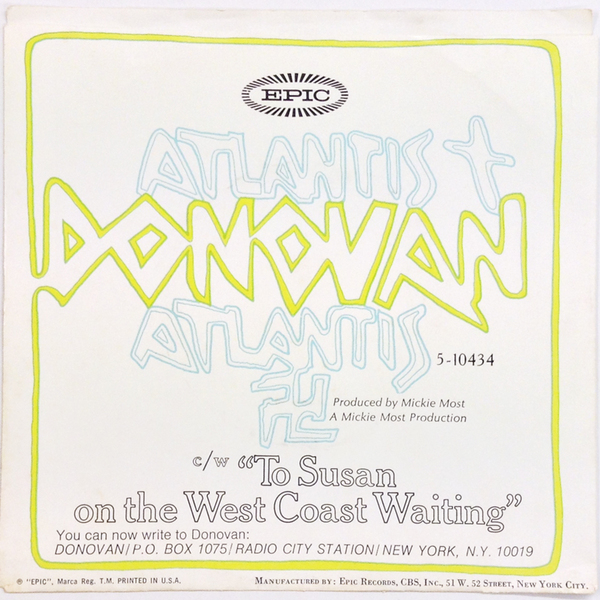 EPIC
ATLANTIS
DONOVAN
ATLANTIS
5-10434
Produced by Mickie Most
A Mickie Most Production
c/w "To Susan
on the West Coast Waiting"
You can now write to Donovan:
DONOVAN/P.O. BOX 1075/RADIO CITY STATION/NEW YORK, N.Y. 10019
® "EPIC", Marca Reg. T.M. PRINTED IN U.S.A.
Manufactured by: Epic Records, CBS, Inc., 51 W. 52 Street, New York City.